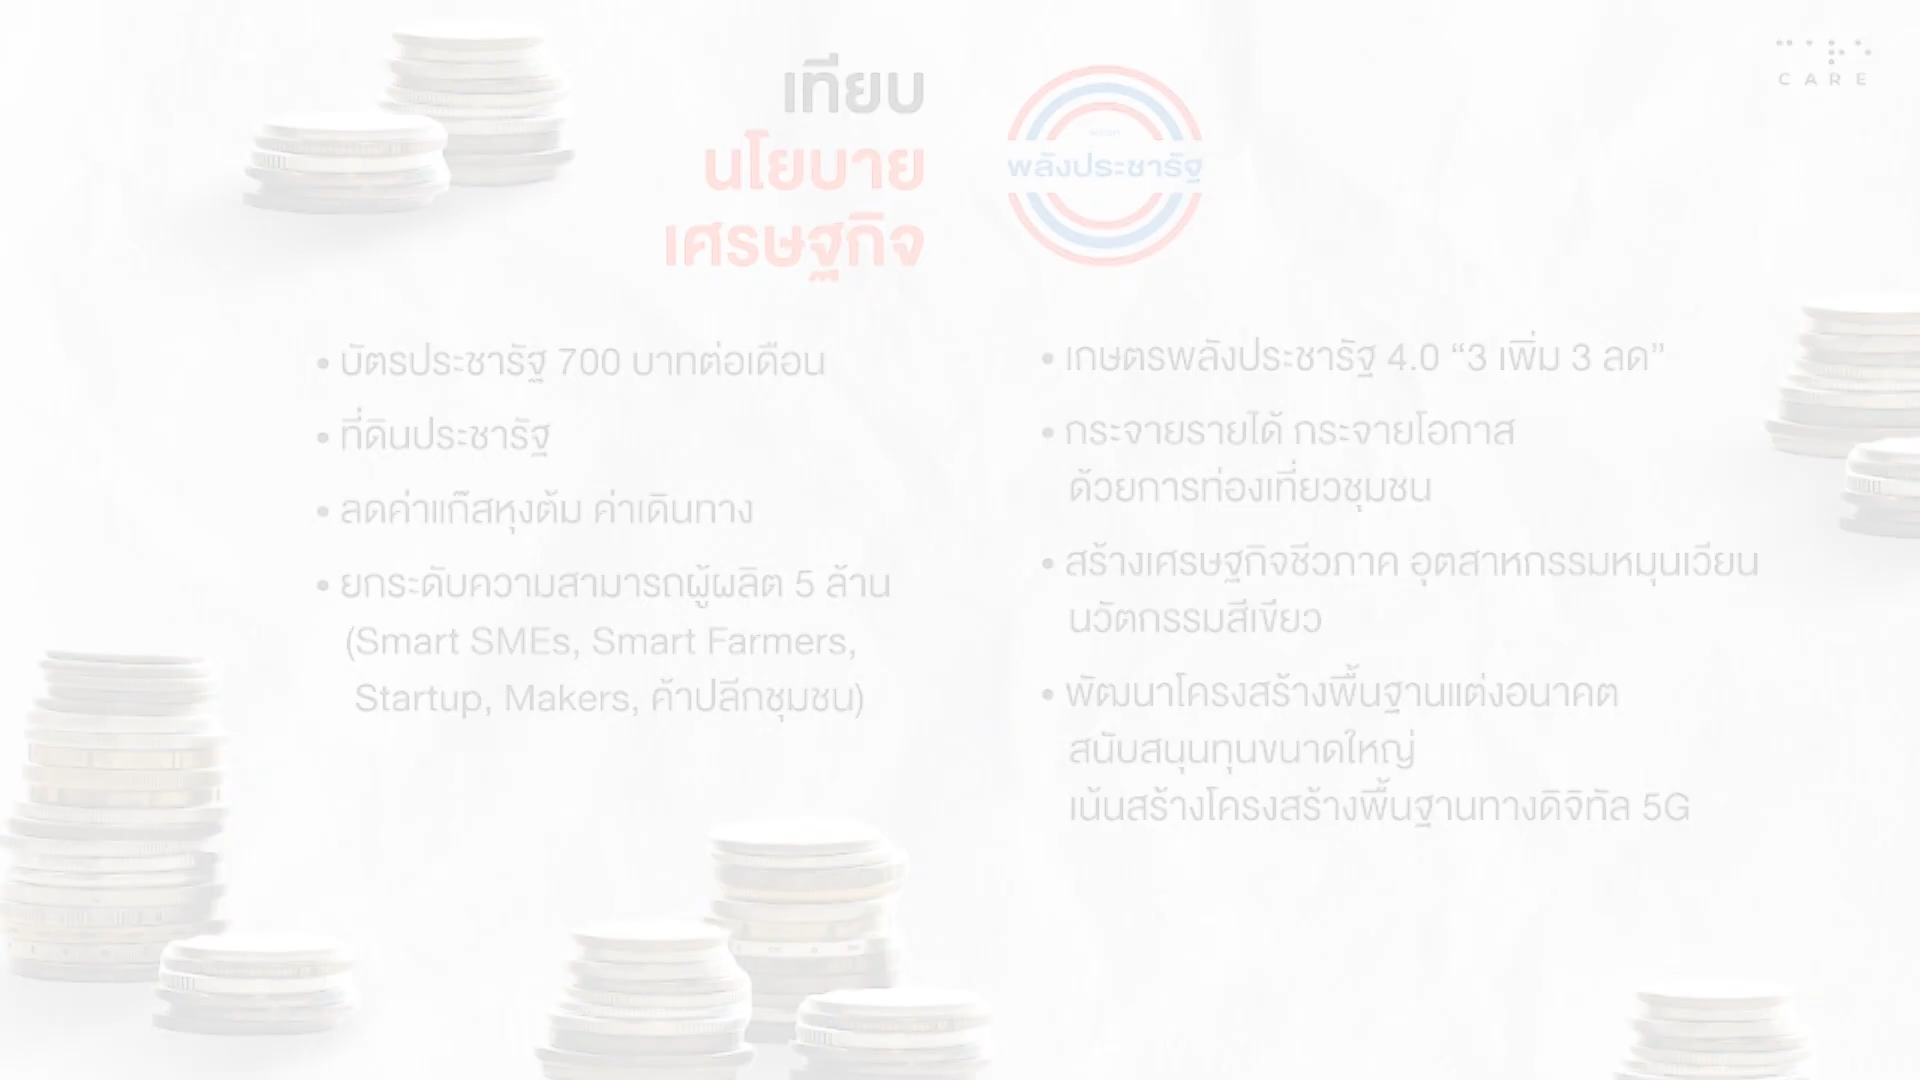 เทียบ
นโยบาย
เศรษฐกิจ
พลังประชารัฐ
CARE
• บัตรประชารัฐ 700 บาทต่อเดือน
• ที่ดินประชารัฐ
• ลดค่าแก๊สหุงต้ม ค่าเดินทาง
• ยกระดับความสามารถผู้ผลิต 5 ล้าน
(Smart SMEs, Smart Farmers,
Startup, Makers, ค้าปลีกชุมชน)
• เกษตรพลังประชารัฐ 4.0 “3 เพิ่ม 3 ลด”
• กระจายรายได้ กระจายโอกาส
ด้วยการท่องเที่ยวชุมชน
• สร้างเศรษฐกิจชีวภาค อุตสาหกรรมหมุนเวียน
นวัตกรรมสีเขียว
• พัฒนาโครงสร้างพื้นฐานแต่งอนาคต
สนับสนุนทุนขนาดใหญ่
เน้นสร้างโครงสร้างพื้นฐานทางดิจิทัล 5G